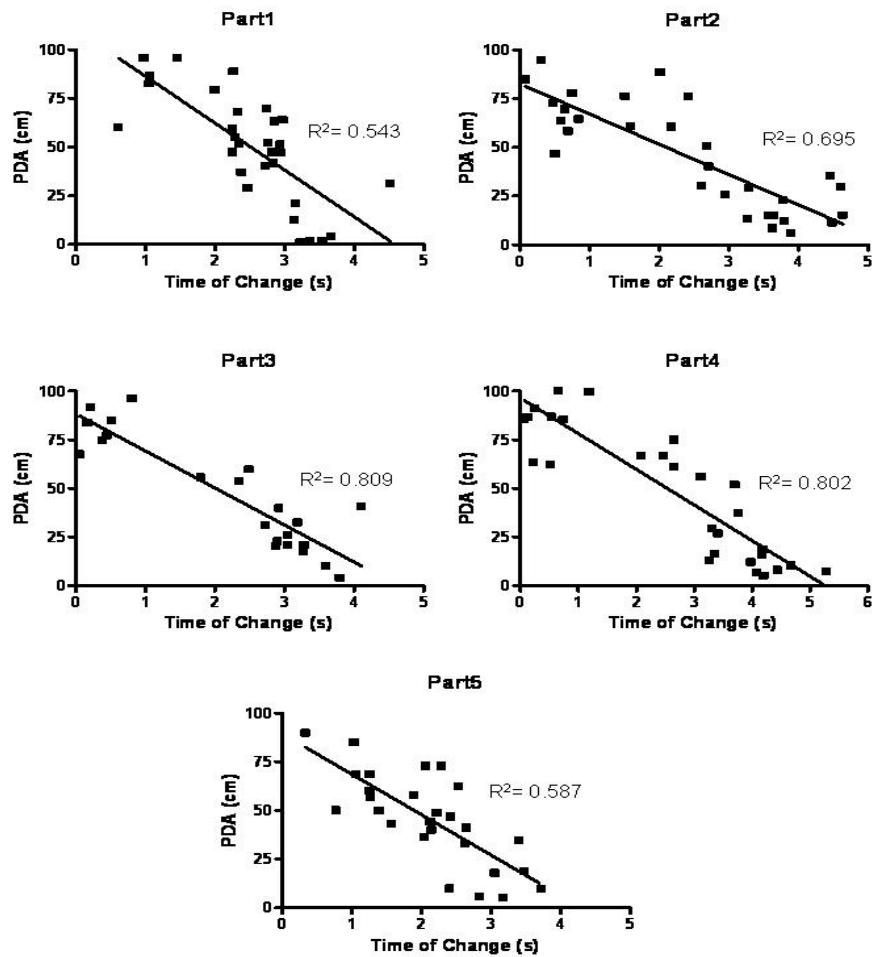 Part1
100
75
50
25
0
PDA (cm)
R²= 0.543
0 1 2 3 4 5
Time of Change (s)
Part2
100
75
50
25
0
PDA (cm)
R²= 0.695
0 1 2 3 4 5
Time of Change (s)
Part3
100
75
50
25
0
PDA (cm)
R²= 0.809
0 1 2 3 4 5
Time of Change (s)
Part4
100
75
50
25
0
PDA (cm)
R²= 0.802
0 1 2 3 4 5 6
Time of Change (s)
Part5
100
75
50
25
0
PDA (cm)
R²= 0.587
0 1 2 3 4 5
Time of Change (s)